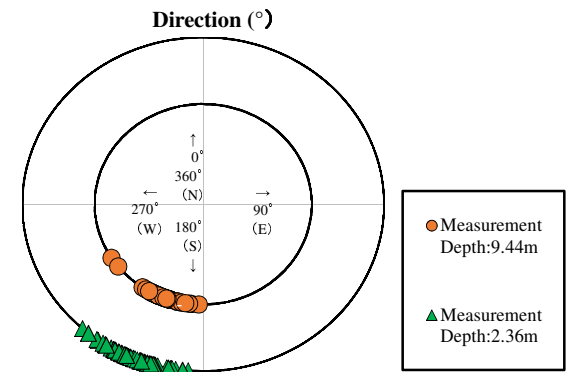 Direction (°)
↑
0°
360°
(N)
←
→
270°
(W)
90°
(E)
180°
(S)
↓
Measurement
Depth:9.44m
Measurement
Depth:2.36m